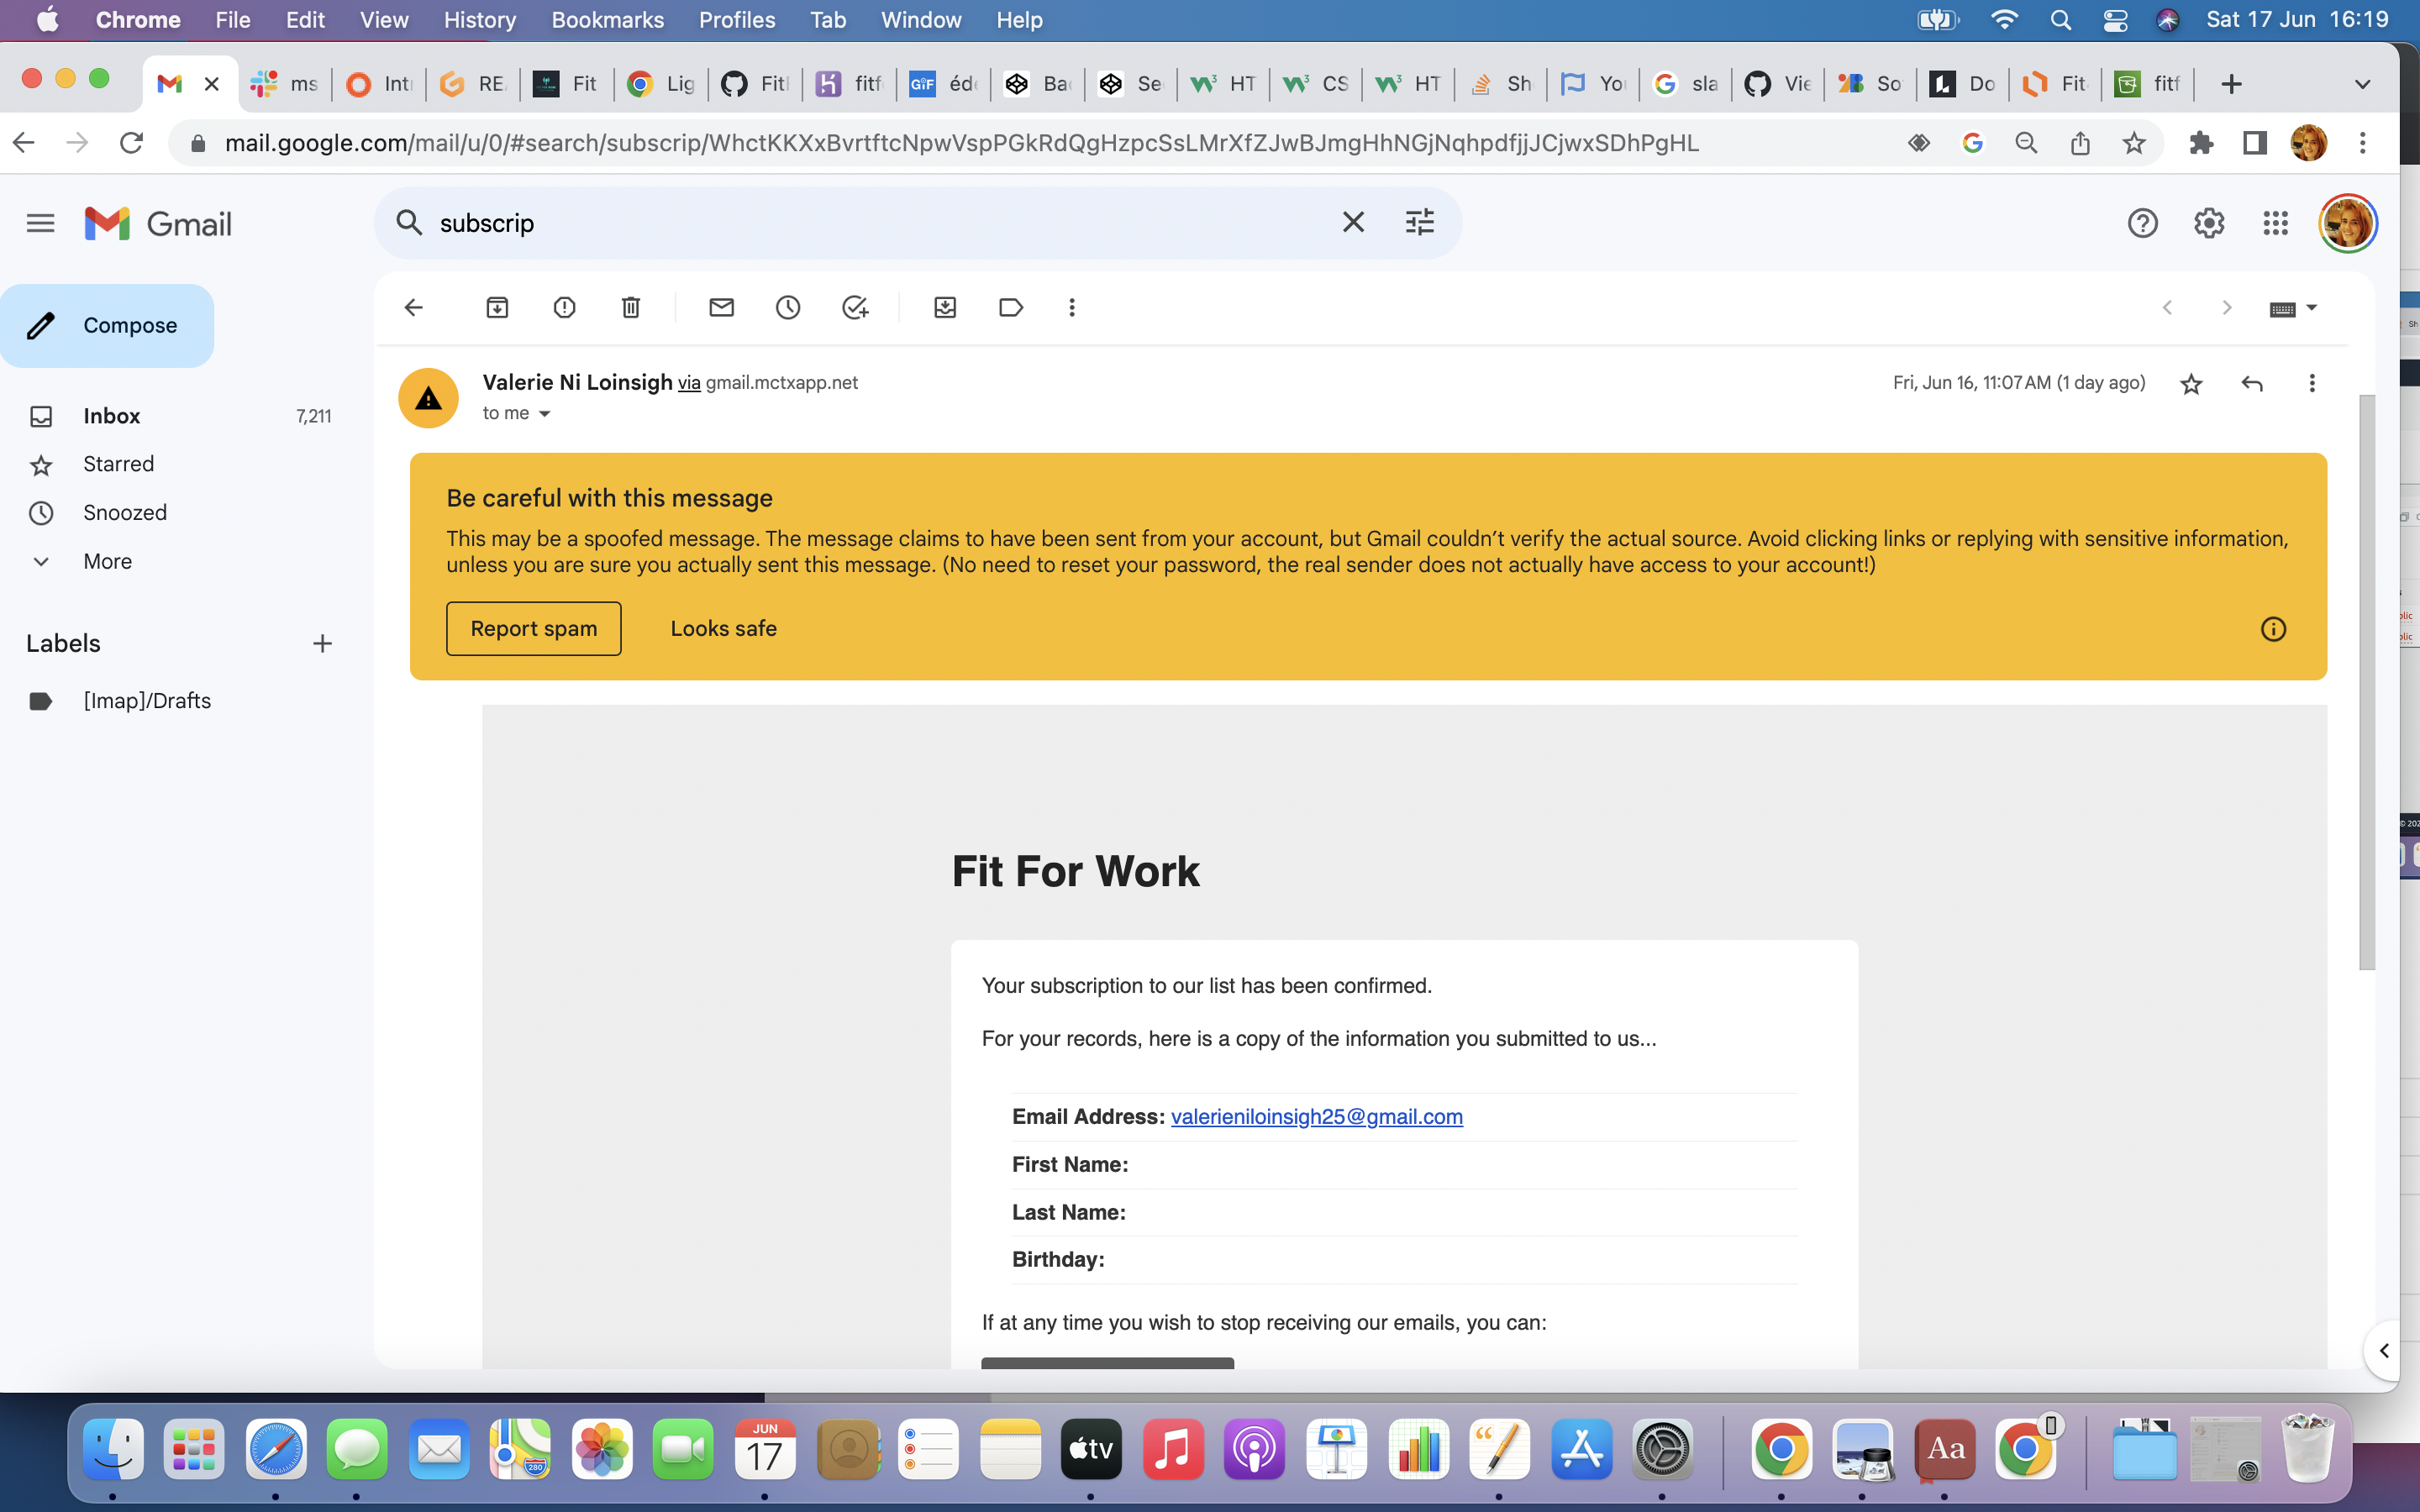 Chrome File Edit View History Bookmarks Profiles Tab Window Help Sat 17 Jun 16:19
ms Int RE Fit Lig Fit fitf GIF éd Ba Se HT CS HT Sh Yo sla Vie So Do Fit fitf
mail.google.com/mail/u/0/#search/subscrip/WhctKKXxBvrtftcNpwVspPGkRdQgHzpcSsLMrXfZJwBJmgHhNGjNqhpdfjjJCjwxSDhPgHL
Gmail
subscrip
Compose
Inbox 7,211
Starred
Snoozed
More
Labels
[Imap]/Drafts
Valerie Ni Loinsigh via gmail.mctxapp.net
Fri, Jun 16, 11:07 AM (1 day ago)
to me
Be careful with this message
This may be a spoofed message. The message claims to have been sent from your account, but Gmail couldn't verify the actual source. Avoid clicking links or replying with sensitive information,
unless you are sure you actually sent this message. (No need to reset your password, the real sender does not actually have access to your account!)
Report spam Looks safe
Fit For Work
Your subscription to our list has been confirmed.
For your records, here is a copy of the information you submitted to us...
Email Address: valerieniloinsigh25@gmail.com
First Name:
Last Name:
Birthday:
If at any time you wish to stop receiving our emails, you can:
JUN
17
280
tv
Aa